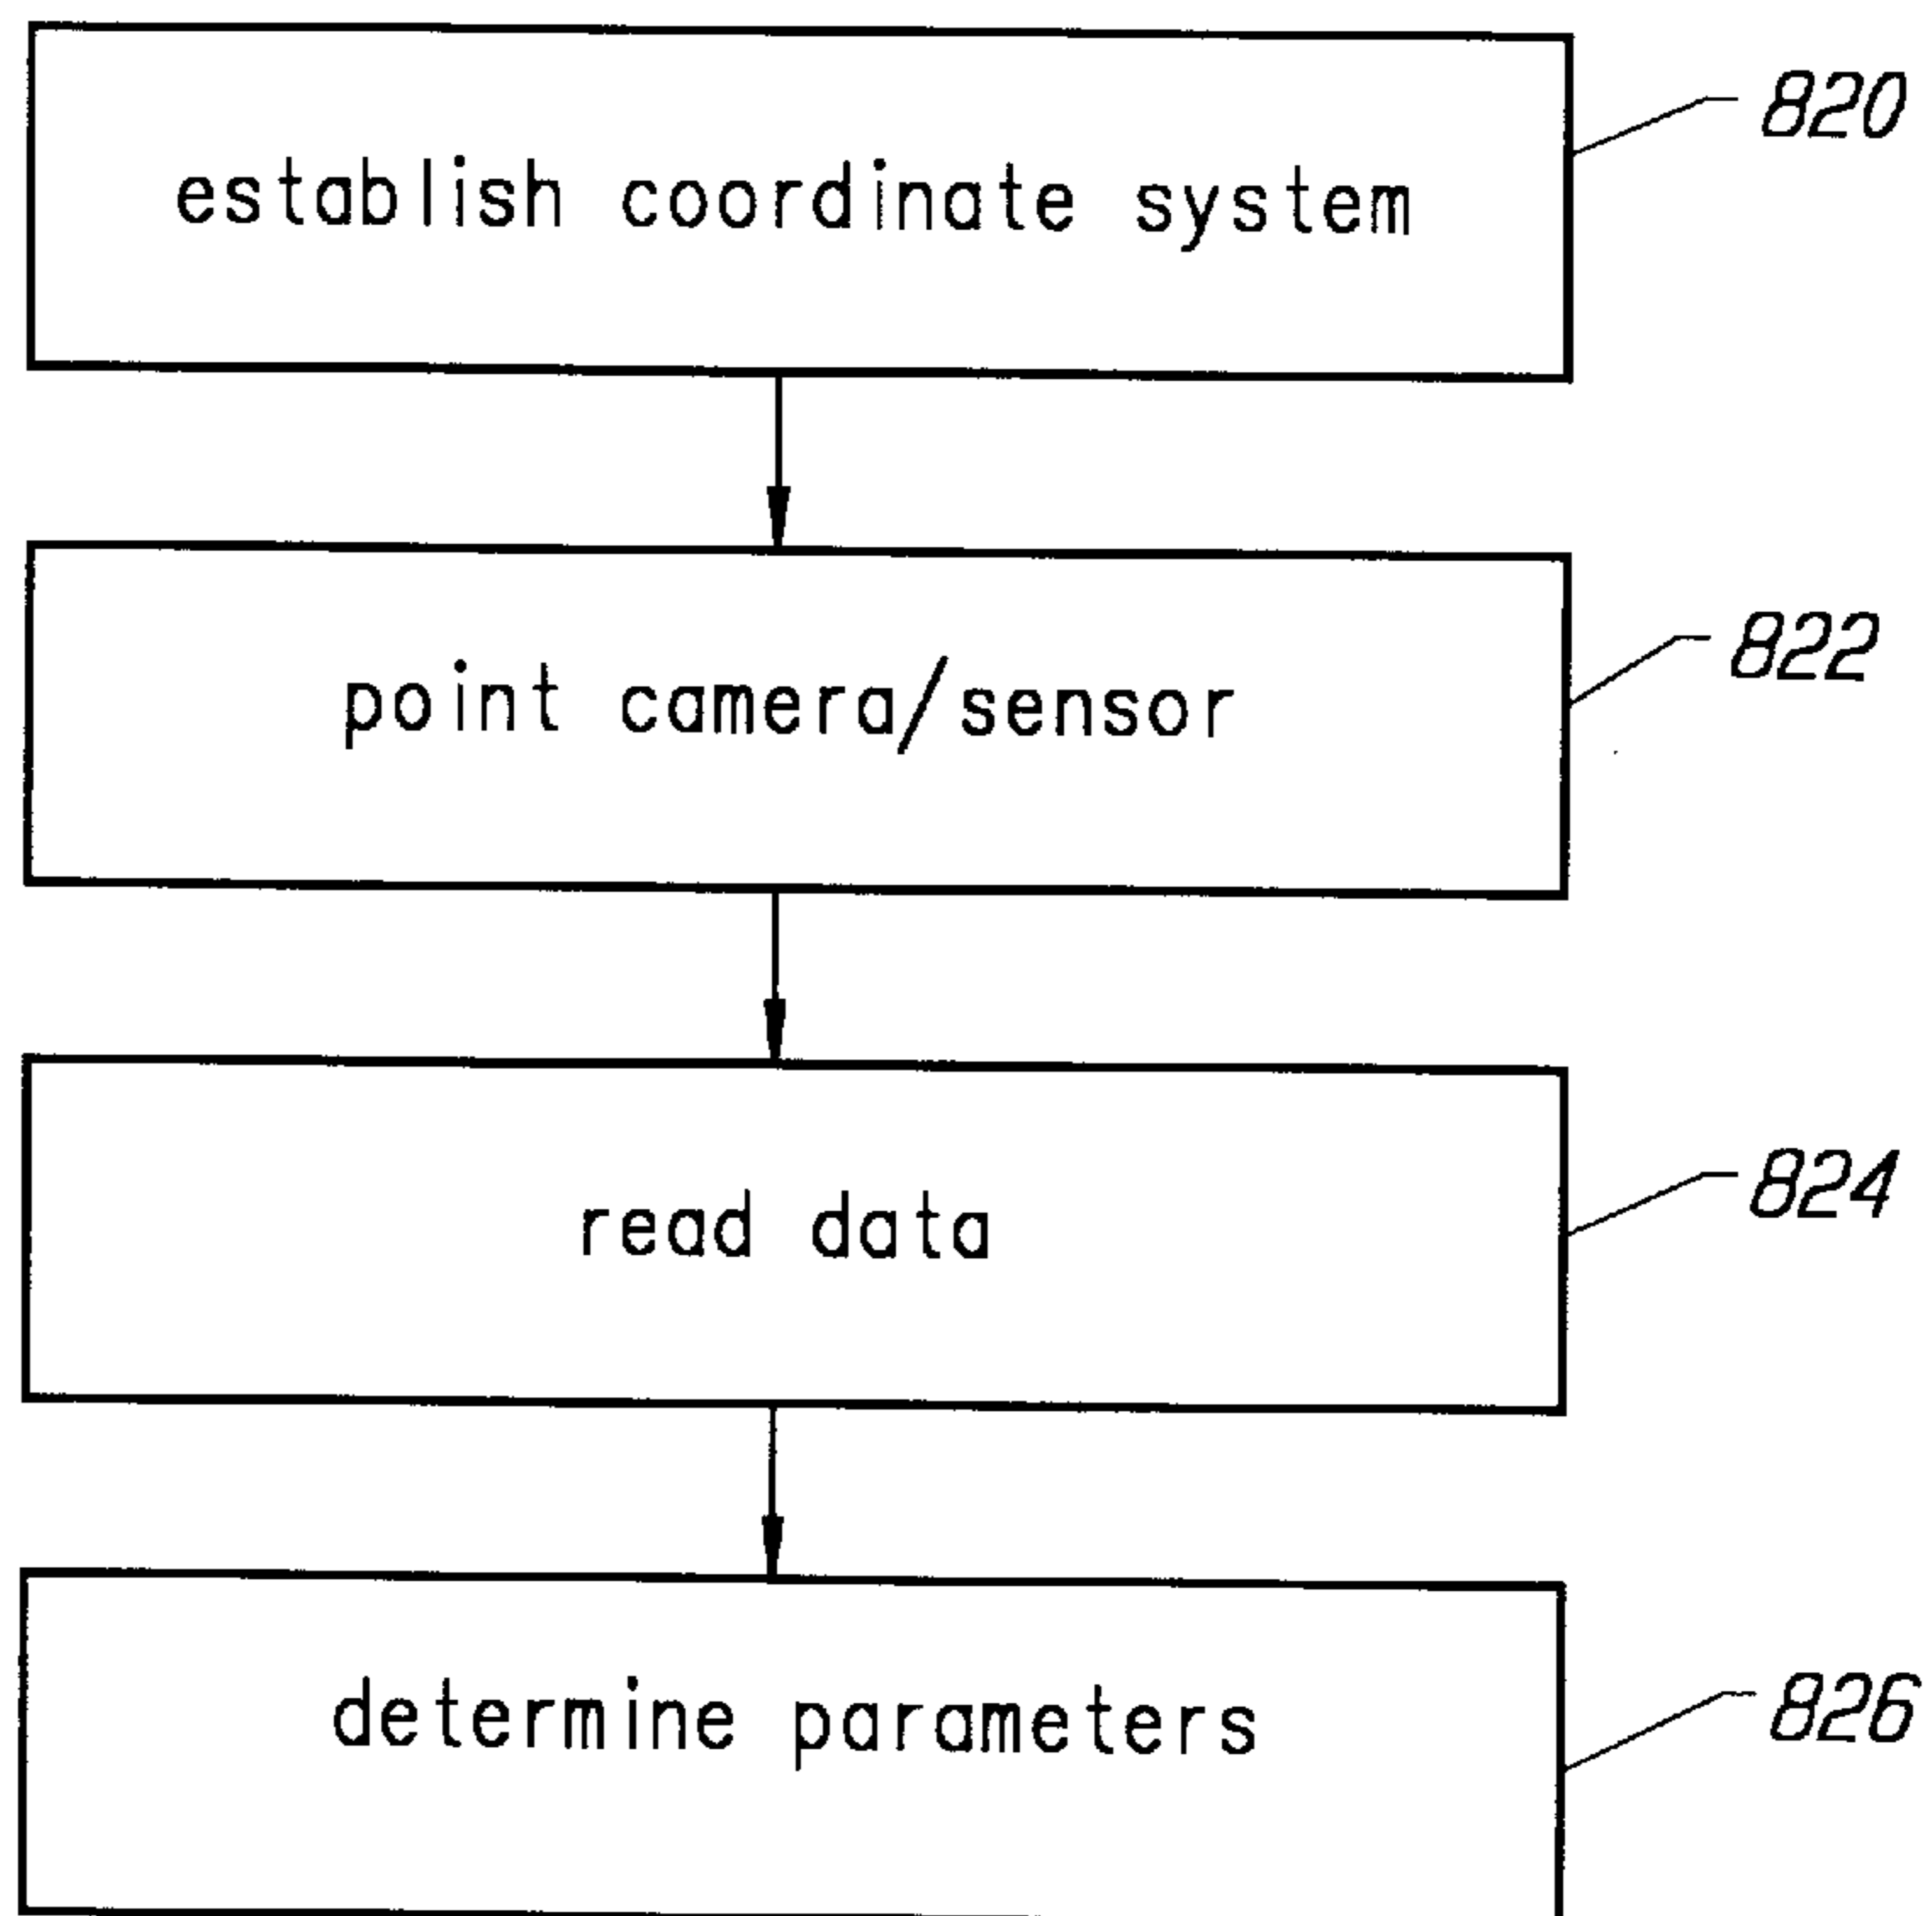 establish coordinate system
820
point camera/sensor
822
read data
824
determine parameters
826